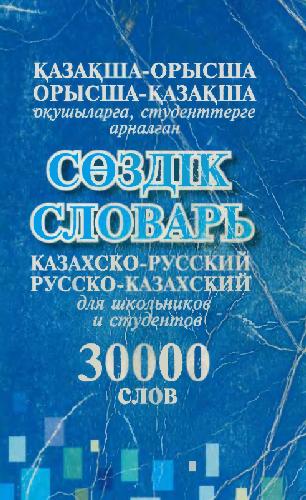 ҚАЗАҚША-ОРЫСША
ОРЫСША-ҚАЗАҚША
оқушыларға, студенттерге
арналған
СӨЗДІК
СЛОВАРЬ
КАЗАХСКО-РУССКИЙ
РУССКО-КАЗАХСКИЙ
для школьников
и студентов
30000
СЛОВ